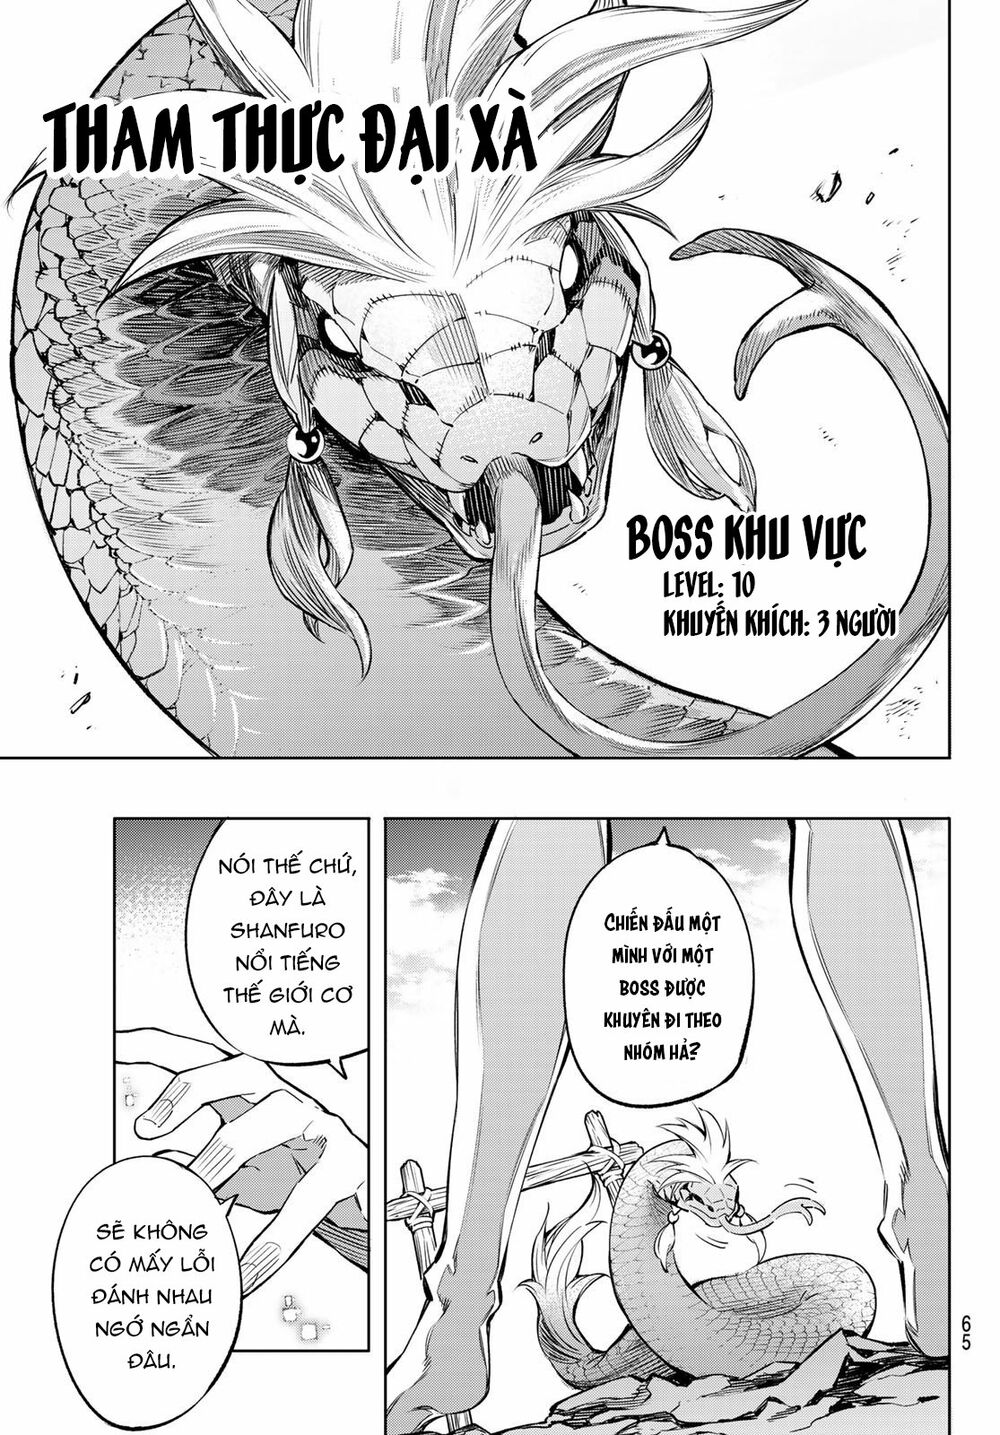 THAM THỰC ĐẠI XÀ
BOSS KHU VỰC
LEVEL: 10
KHUYẾN KHÍCH: 3 NGƯỜI
CHIẾN ĐẤU MỘT
MÌNH VỚI MỘT
BOSS ĐƯỢC
KHUYÊN ĐI THEO
NHÓM HẢ?
NÓI THẾ CHỨ,
ĐÂY LÀ
SHANFURO
NỔI TIẾNG
THẾ GIỚI CƠ
MÀ.
SẼ KHÔNG
CÓ MẤY LỖI
ĐÁNH NHAU
NGỚ NGẨN
ĐÂU.
65